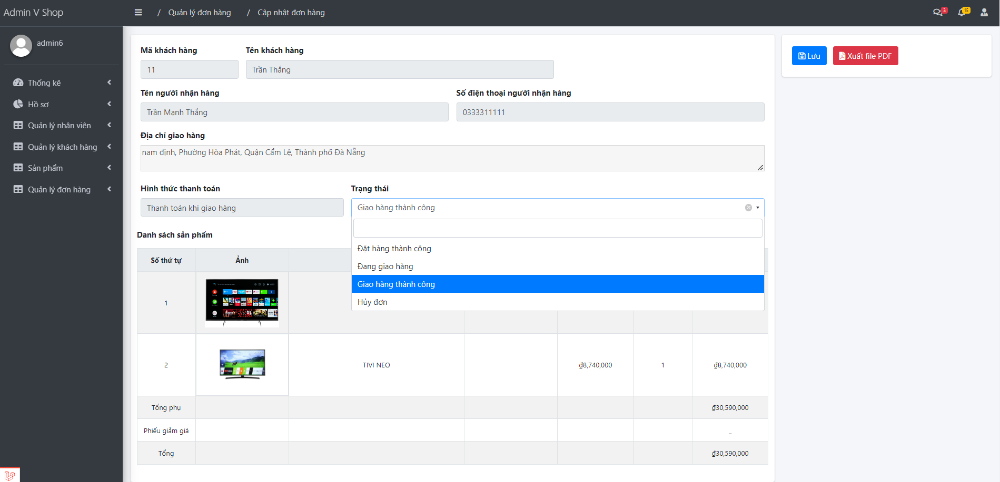 Admin V Shop
/ Quản lý đơn hàng / Cập nhật đơn hàng
3
15
admin6
Thống kê
Hồ sơ
Quản lý nhân viên
Quản lý khách hàng
Sản phẩm
Quản lý đơn hàng
Mã khách hàng Tên khách hàng
11 Trần Thắng
Tên người nhận hàng Số điện thoại người nhận hàng
Trần Mạnh Thắng 0333311111
Địa chỉ giao hàng
nam định, Phường Hòa Phát, Quận Cẩm Lệ, Thành phố Đà Nẵng
Hình thức thanh toán Trạng thái
Thanh toán khi giao hàng Giao hàng thành công
Đặt hàng thành công
Đang giao hàng
Giao hàng thành công
Hủy đơn
Danh sách sản phẩm
Số thứ tự Ảnh
1
2 TIVI NEO ₫8,740,000 1 ₫8,740,000
Tổng phụ ₫30,590,000
Phiếu giảm giá _
Tổng ₫30,590,000
Lưu Xuất file PDF